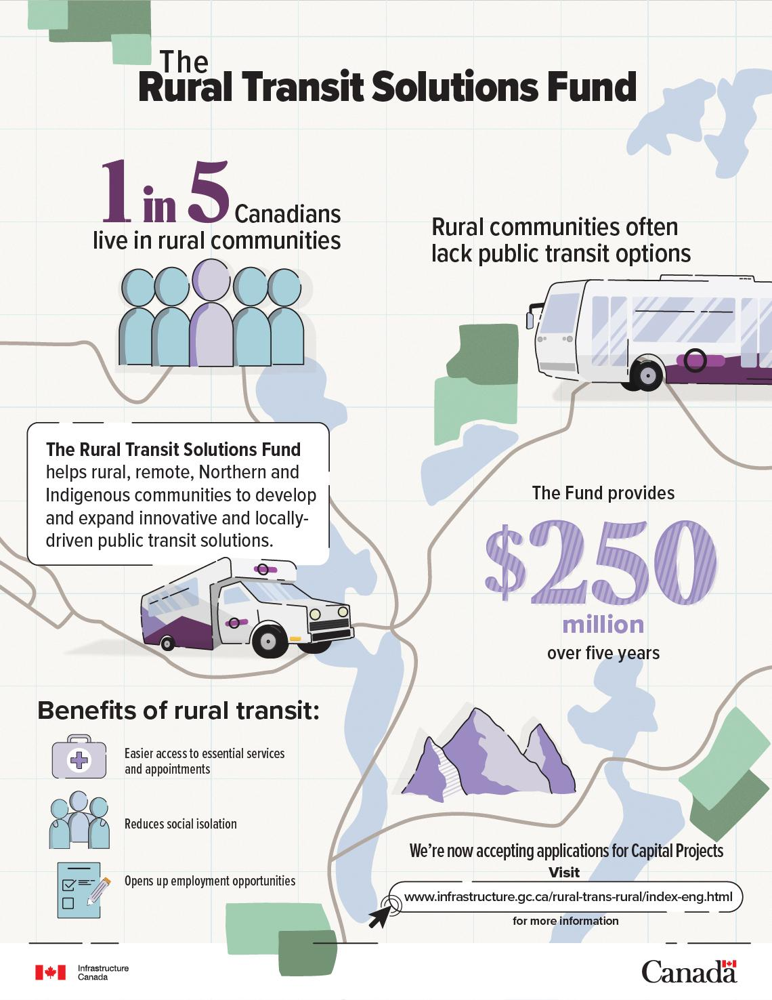 The
Rural Transit Solutions Fund
1 in 5 Canadians
live in rural communities
Rural communities often
lack public transit options
The Rural Transit Solutions Fund
helps rural, remote, Northern and
Indigenous communities to develop
and expand innovative and locally-
driven public transit solutions.
The Fund provides
$250
million
over five years
Benefits of rural transit:
Easier access to essential services
and appointments
Reduces social isolation
Opens up employment opportunities
We're now accepting applications for Capital Projects
Visit
www.infrastructure.gc.ca/rural-trans-rural/index-eng.html
for more information
Infrastructure
Canada
Canada